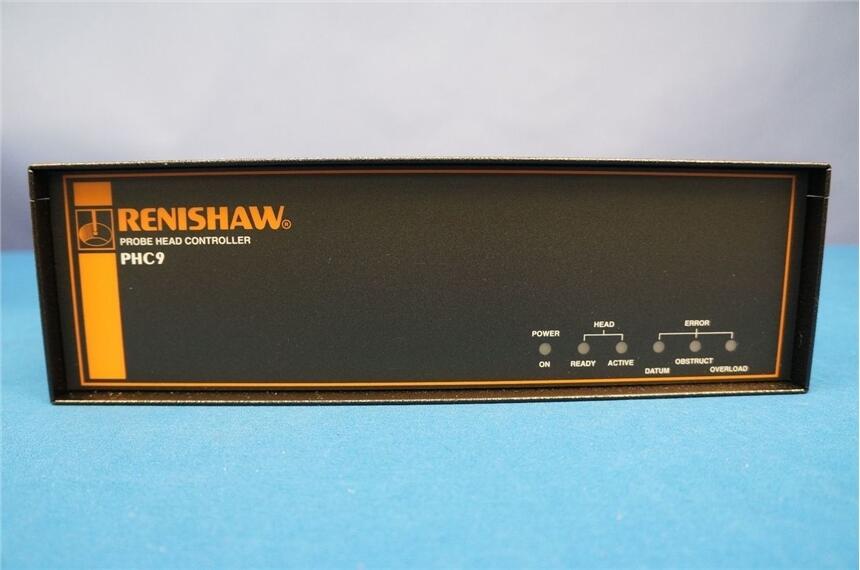 RENISHAW®
PROBE HEAD CONTROLLER
PHC9
POWER HEAD ERROR
ON READY ACTIVE DATUM OBSTRUCT OVERLOAD